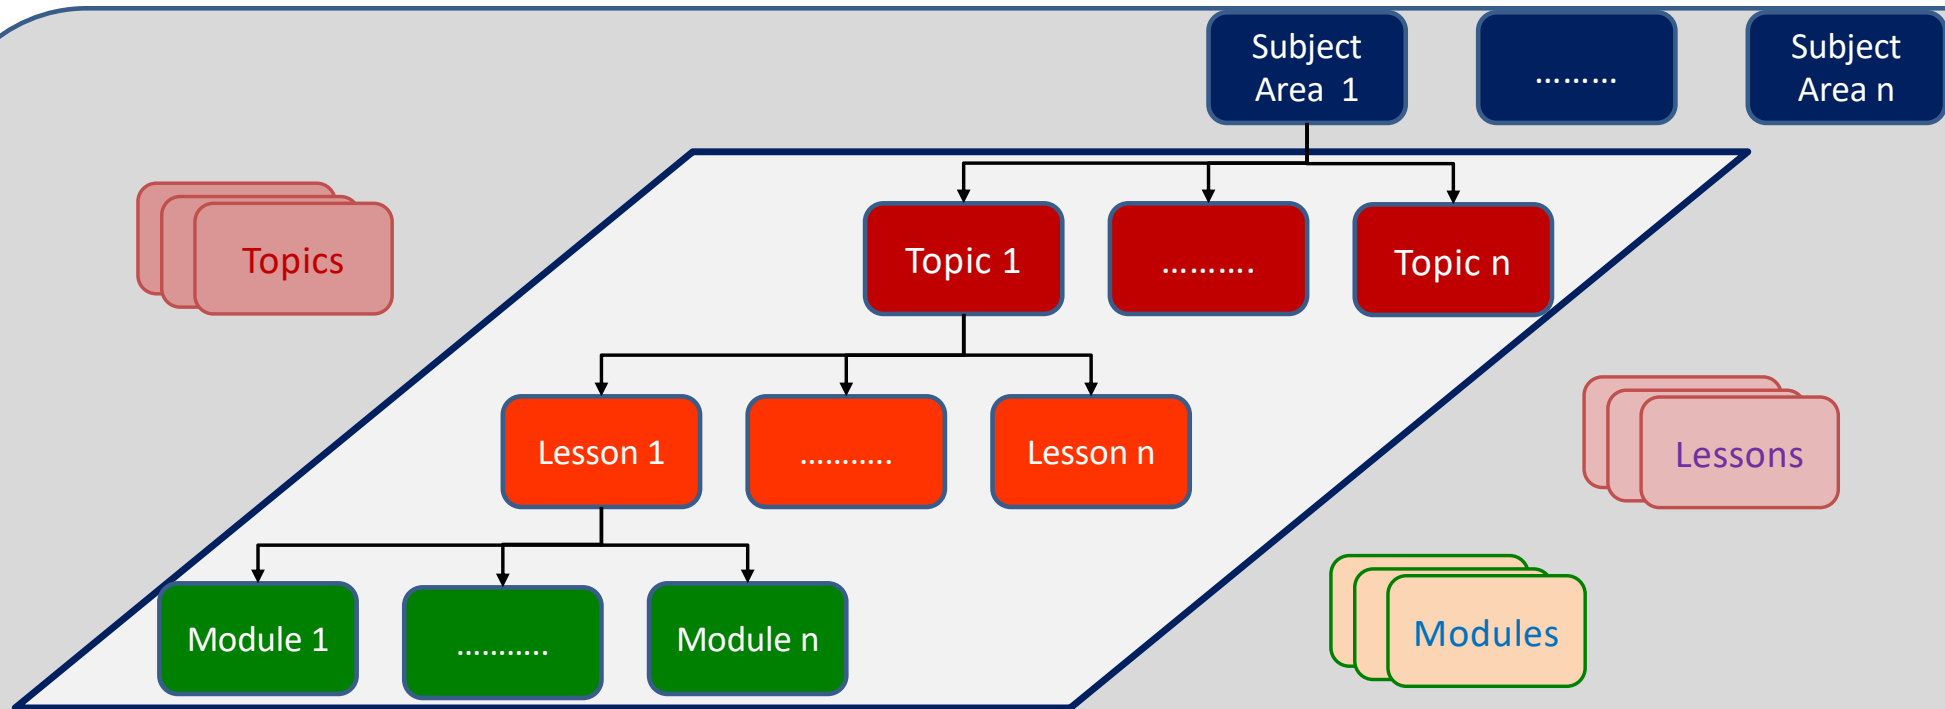 Subject
Area 1
.........
Subject
Area n
Topics
Topic 1
..........
Topic n
Lesson 1
...........
Lesson n
Lessons
Module 1
...........
Module n
Modules